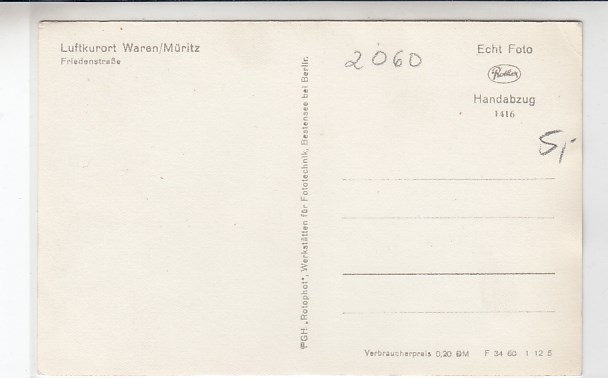 Luftkurort Waren/Müritz
Friedenstraße
2060
Echt Foto
Handabzug
1416
5,-
PGH „Rotophot", Werkstätten für Fototechnik, Bestensee bei Berlin.
Verbraucherpreis 0,20 DM F 34 60 1 12 5